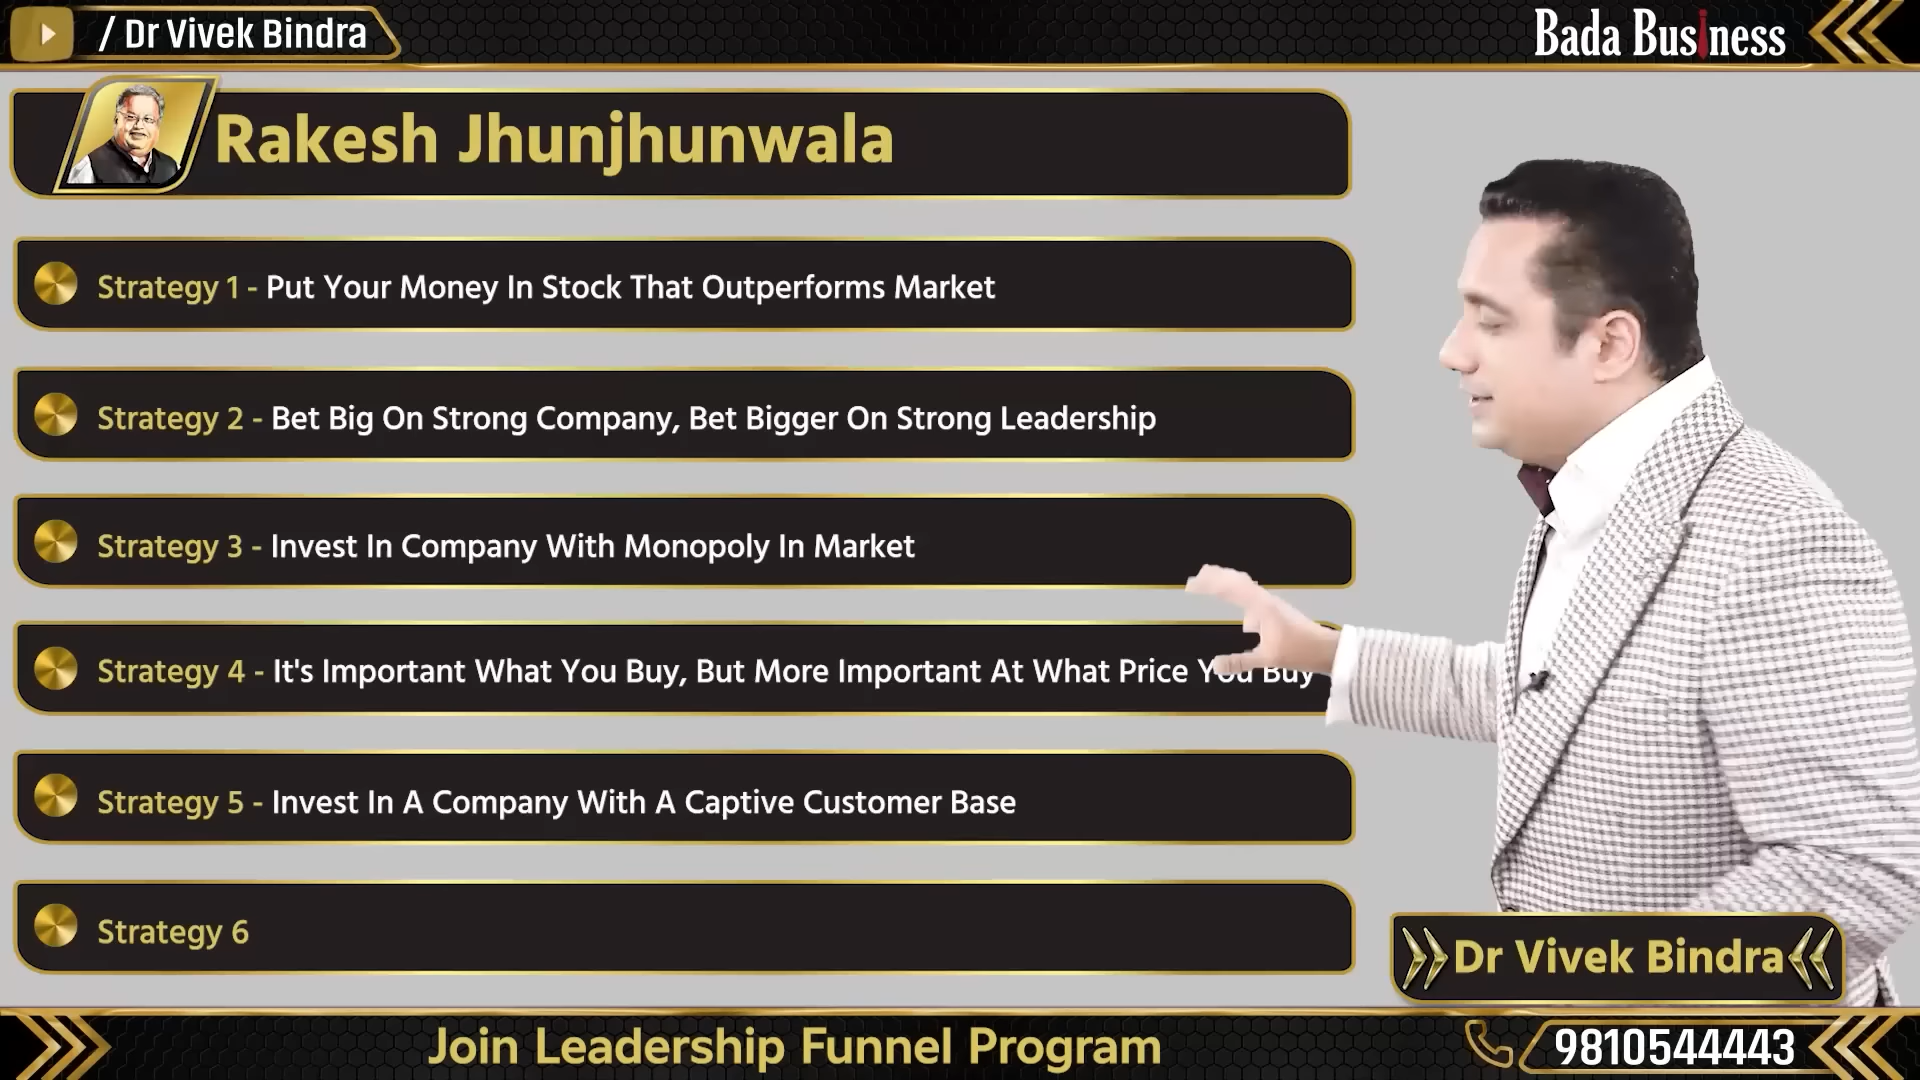 / Dr Vivek Bindra
Bada Business
Rakesh Jhunjhunwala
Strategy 1 - Put Your Money In Stock That Outperforms Market
Strategy 2 - Bet Big On Strong Company, Bet Bigger On Strong Leadership
Strategy 3 - Invest In Company With Monopoly In Market
Strategy 4 - It's Important What You Buy, But More Important At What Price You Buy
Strategy 5 - Invest In A Company With A Captive Customer Base
Strategy 6
Dr Vivek Bindra
Join Leadership Funnel Program
9810544443